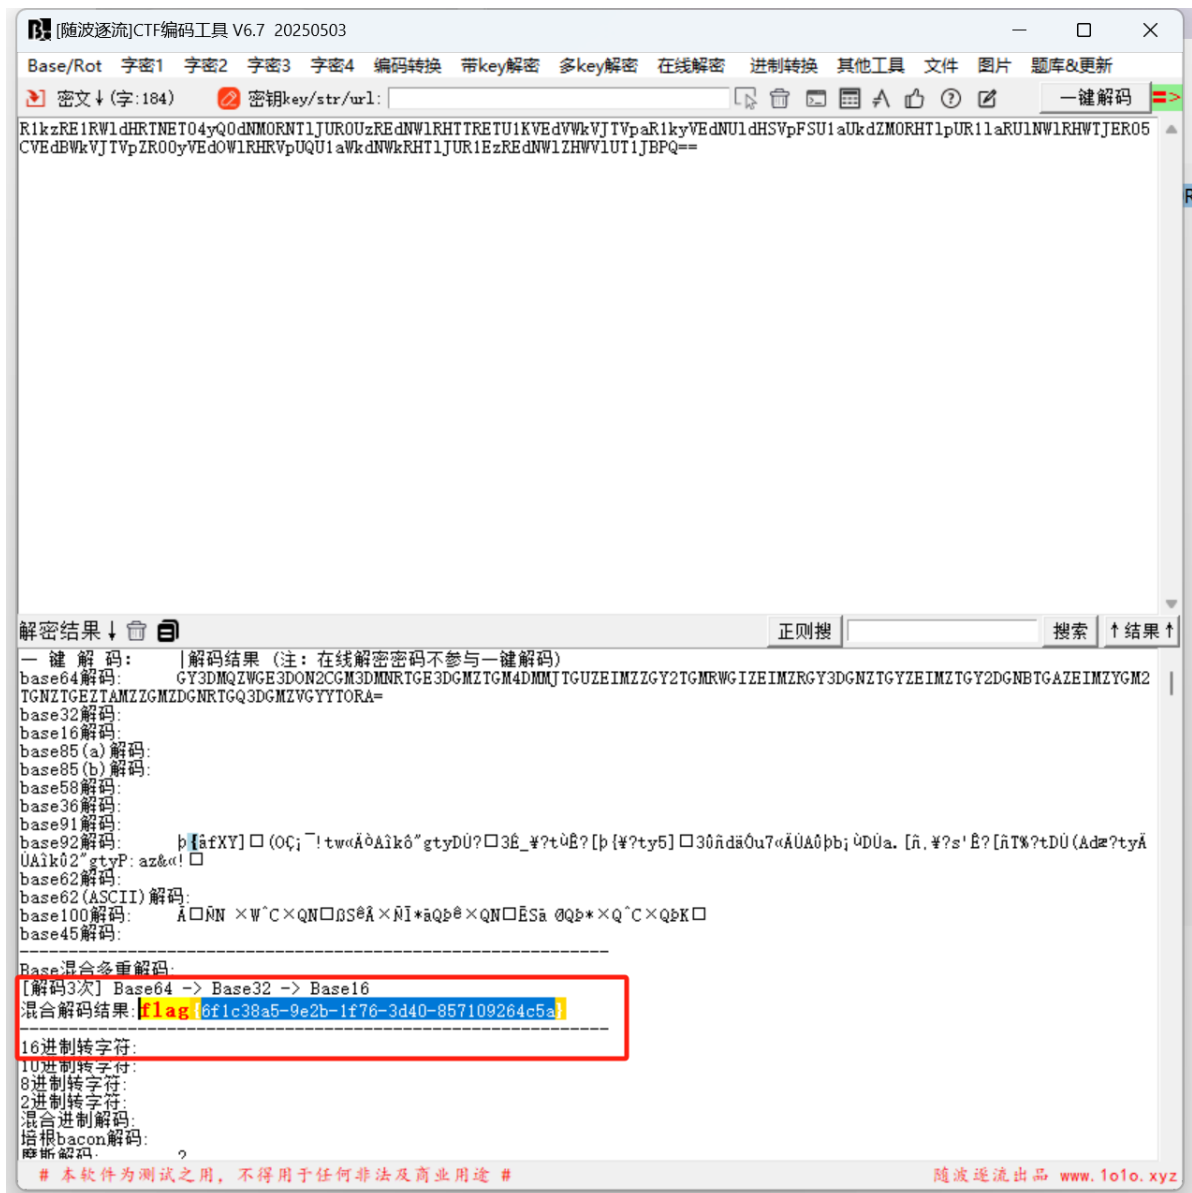 [随波逐流]CTF编码工具 V6.7 20250503
Base/Rot 字密1 字密2 字密3 字密4 编码转换 带key解密 多key解密 在线解密 进制转换 其他工具 文件 图片 题库&更新
密文↓(字:184) 密钥key/str/url: 一键解码 =>
解密结果↓ 正则搜 搜索 ↑结果↑
一 键 解 码: |解码结果 (注: 在线解密密码不参与一键解码)
base64解码: GY3DMQZWGE3DON2CGM3DMNRTGE3DGMZTGM4DMMJTGUZEIMZZGY2TGMRWGIZEIMZRGY3DGNZTGYZEIMZTGY2DGNBTGAZEIMZYGM2
TGNZTGEZTAMZZGMZDGNRTGQ3DGMZVGYYTORA=
base32解码:
base16解码:
base85(a)解码:
base85(b)解码:
base58解码:
base36解码:
base91解码:
base92解码:
base62解码:
base62(ASCII)解码:
base100解码:
base45解码:
Base混合多重解码:
[解码3次] Base64 -> Base32 -> Base16
混合解码结果:flag{6f1c38a5-9e2b-1f76-3d40-857109264c5a}
16进制转字符:
10进制转字符:
8进制转字符:
2进制转字符:
混合进制解码:
培根bacon解码:
摩斯解码: ?
# 本软件为测试之用，不得用于任何非法及商业用途 #
随波逐流出品 www.1o1o.xyz